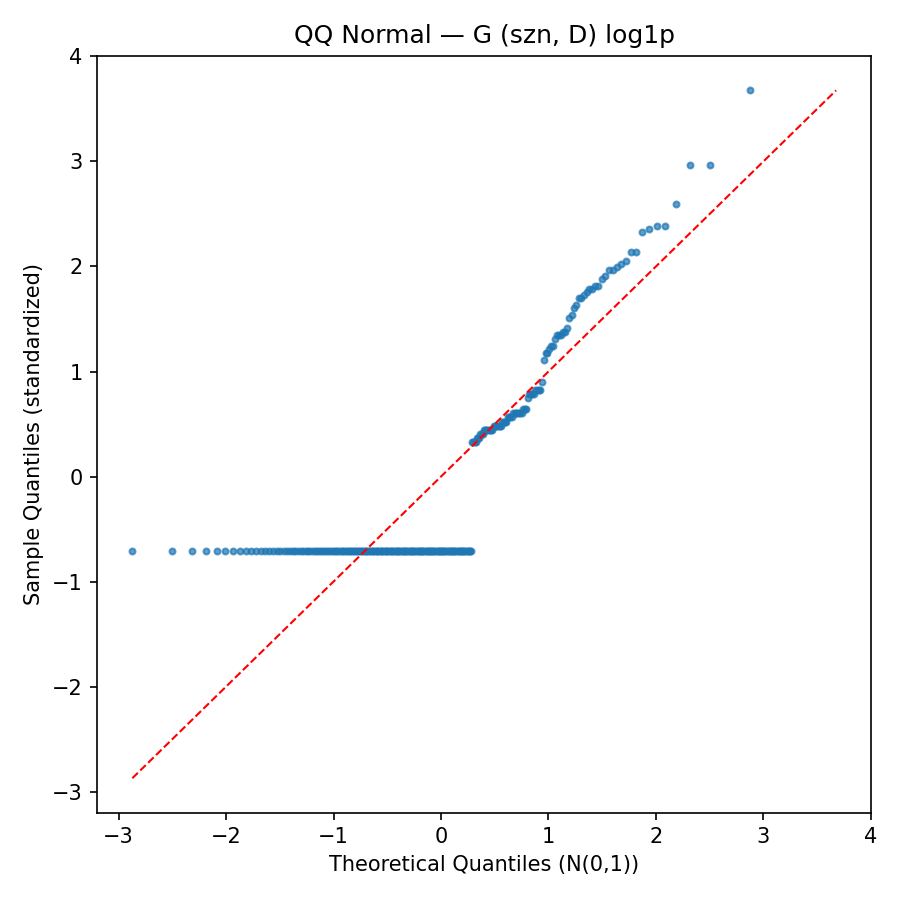 QQ Normal — G (szn, D) log1p
4
3
2
1
0
−1
−2
−3
Sample Quantiles (standardized)
−3 −2 −1 0 1 2 3 4
Theoretical Quantiles (N(0,1))